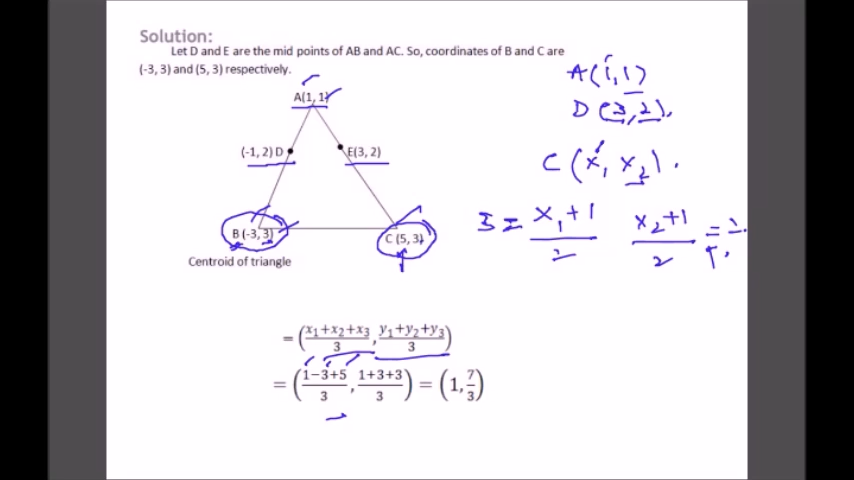 Solution:
Let D and E are the mid points of AB and AC. So, coordinates of B and C are
(-3, 3) and (5, 3) respectively.
A(1, 1)
A(1, 1)
D (3, 2).
(-1, 2) D
E(3, 2)
C (x₁, x₂).
B (-3, 3)
C (5, 3)
3 = (x₁+1)/2 (x₂+1)/2 =
Centroid of triangle
= ((x₁+x₂+x₃)/3, (y₁+y₂+y₃)/3)
= ((1−3+5)/3, (1+3+3)/3) = (1, 7/3)